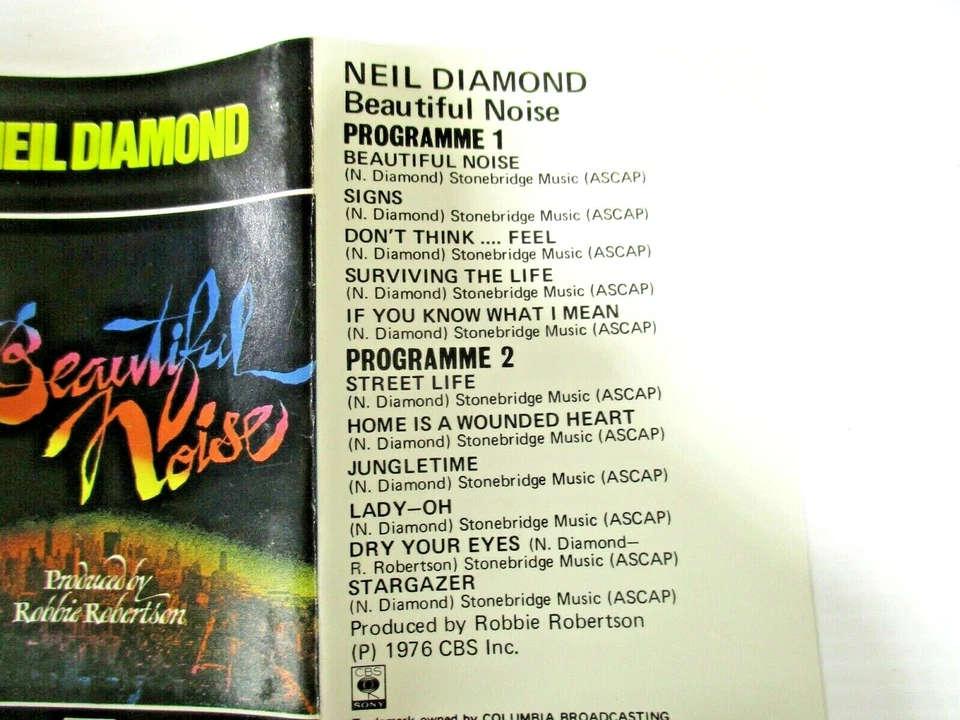 NEIL DIAMOND
Beautiful
Noise
Produced by
Robbie Robertson
NEIL DIAMOND
Beautiful Noise
PROGRAMME 1
BEAUTIFUL NOISE
(N. Diamond) Stonebridge Music (ASCAP)
SIGNS
(N. Diamond) Stonebridge Music (ASCAP)
DON'T THINK .... FEEL
(N. Diamond) Stonebridge Music (ASCAP)
SURVIVING THE LIFE
(N. Diamond) Stonebridge Music (ASCAP)
IF YOU KNOW WHAT I MEAN
(N. Diamond) Stonebridge Music (ASCAP)
PROGRAMME 2
STREET LIFE
(N. Diamond) Stonebridge Music (ASCAP)
HOME IS A WOUNDED HEART
(N. Diamond) Stonebridge Music (ASCAP)
JUNGLETIME
(N. Diamond) Stonebridge Music (ASCAP)
LADY–OH
(N. Diamond) Stonebridge Music (ASCAP)
DRY YOUR EYES (N. Diamond–
R. Robertson) Stonebridge Music (ASCAP)
STARGAZER
(N. Diamond) Stonebridge Music (ASCAP)
Produced by Robbie Robertson
(P) 1976 CBS Inc.
CBS
SONY
Trademark owned by COLUMBIA BROADCASTING